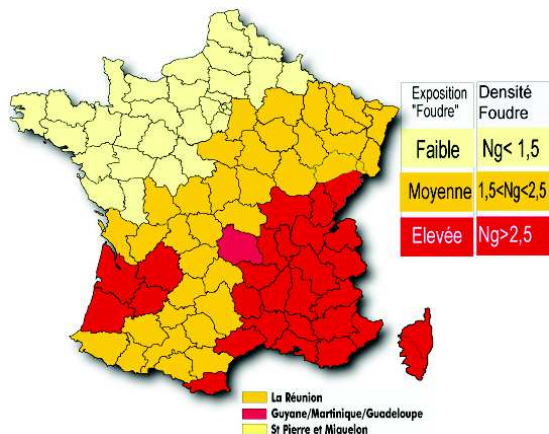 Exposition "Foudre"
Densité Foudre
Faible
Ng< 1,5
Moyenne
1,5<Ng<2,5
Elevée
Ng>2,5
La Réunion
Guyane/Martinique/Guadeloupe
St Pierre et Miquelon